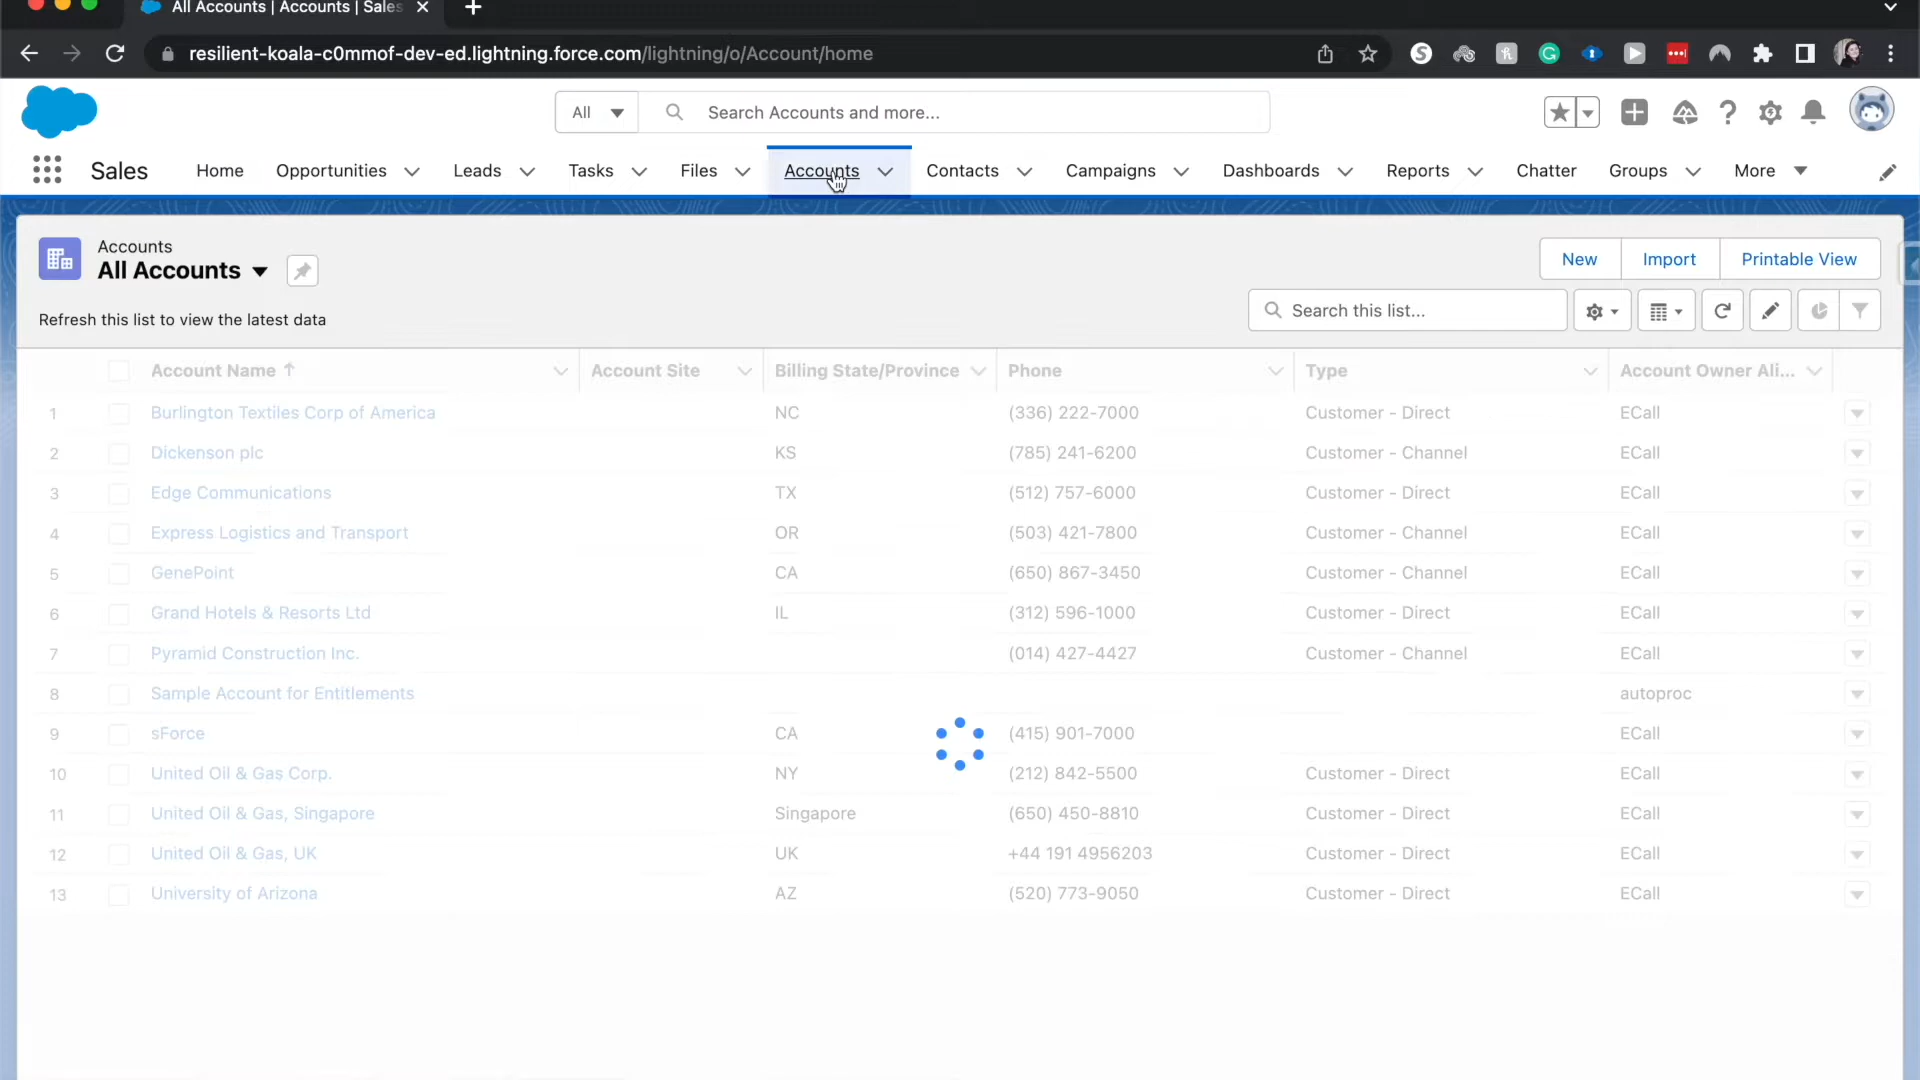 All Accounts | Accounts | Sales
resilient-koala-c0mmof-dev-ed.lightning.force.com/lightning/o/Account/home
All Search Accounts and more...
Sales Home Opportunities Leads Tasks Files Accounts Contacts Campaigns Dashboards Reports Chatter Groups More
Accounts
All Accounts
New Import Printable View
Search this list...
Refresh this list to view the latest data
Account Name Account Site Billing State/Province Phone Type Account Owner Ali...
1 Burlington Textiles Corp of America NC (336) 222-7000 Customer - Direct ECall
2 Dickenson plc KS (785) 241-6200 Customer - Channel ECall
3 Edge Communications TX (512) 757-6000 Customer - Direct ECall
4 Express Logistics and Transport OR (503) 421-7800 Customer - Channel ECall
5 GenePoint CA (650) 867-3450 Customer - Channel ECall
6 Grand Hotels & Resorts Ltd IL (312) 596-1000 Customer - Direct ECall
7 Pyramid Construction Inc. (014) 427-4427 Customer - Channel ECall
8 Sample Account for Entitlements autoproc
9 sForce CA (415) 901-7000 ECall
10 United Oil & Gas Corp. NY (212) 842-5500 Customer - Direct ECall
11 United Oil & Gas, Singapore Singapore (650) 450-8810 Customer - Direct ECall
12 United Oil & Gas, UK UK +44 191 4956203 Customer - Direct ECall
13 University of Arizona AZ (520) 773-9050 Customer - Direct ECall